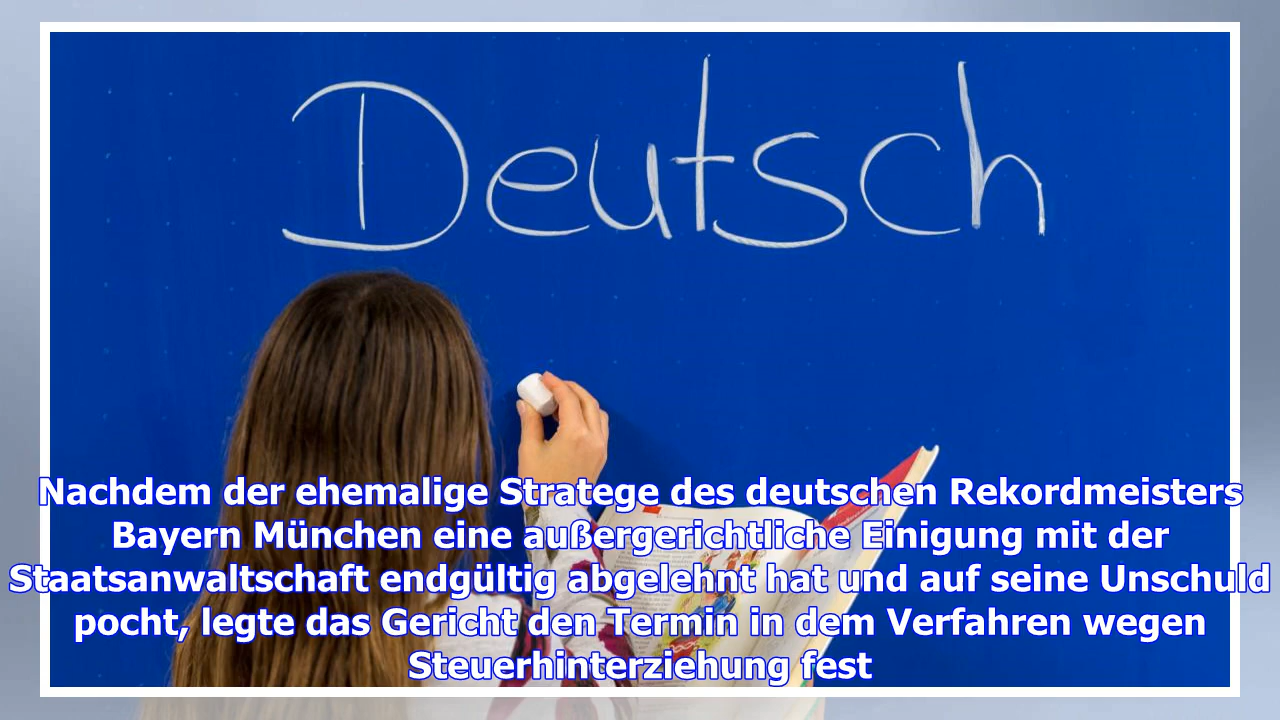 Deutsch
Nachdem der ehemalige Stratege des deutschen Rekordmeisters
Bayern München eine außergerichtliche Einigung mit der
Staatsanwaltschaft endgültig abgelehnt hat und auf seine Unschuld
pocht, legte das Gericht den Termin in dem Verfahren wegen
Steuerhinterziehung fest